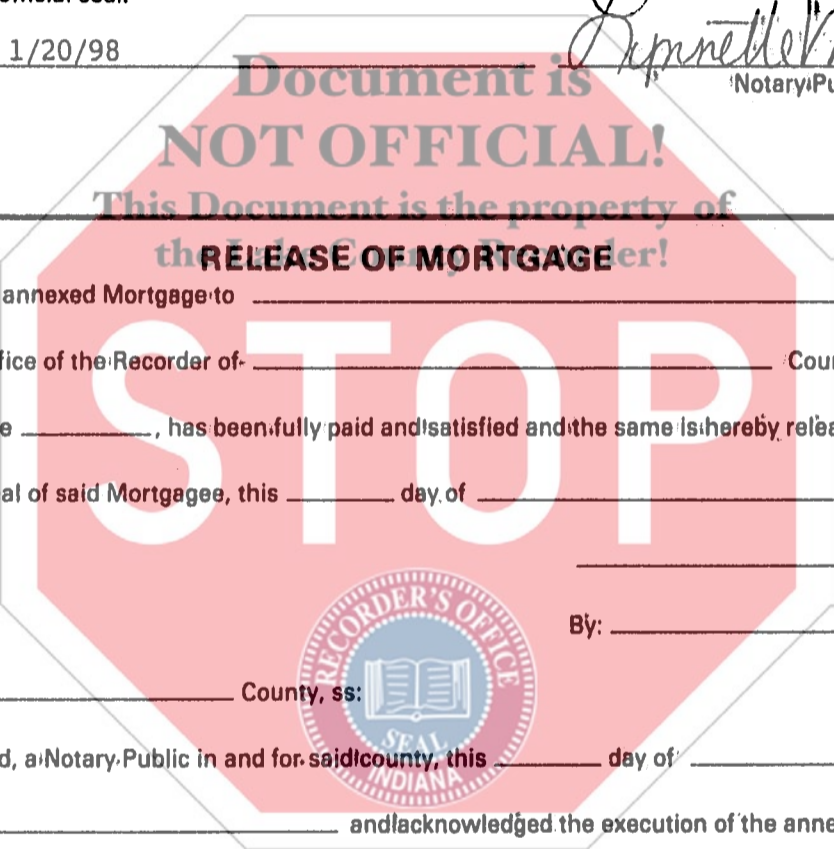 1/20/98
Notary Pu
Document is
NOT OFFICIAL!
This Document is the property of
the Lake County Recorder!
RELEASE OF MORTGAGE
annexed Mortgage to
fice of the Recorder of Coun
e , has been fully paid and satisfied and the same is hereby relea
al of said Mortgagee, this day of
STOP
By:
RECORDER'S OFFICE
SEAL
INDIANA
County, ss:
d, a Notary Public in and for said county, this day of
and acknowledged the execution of the anne